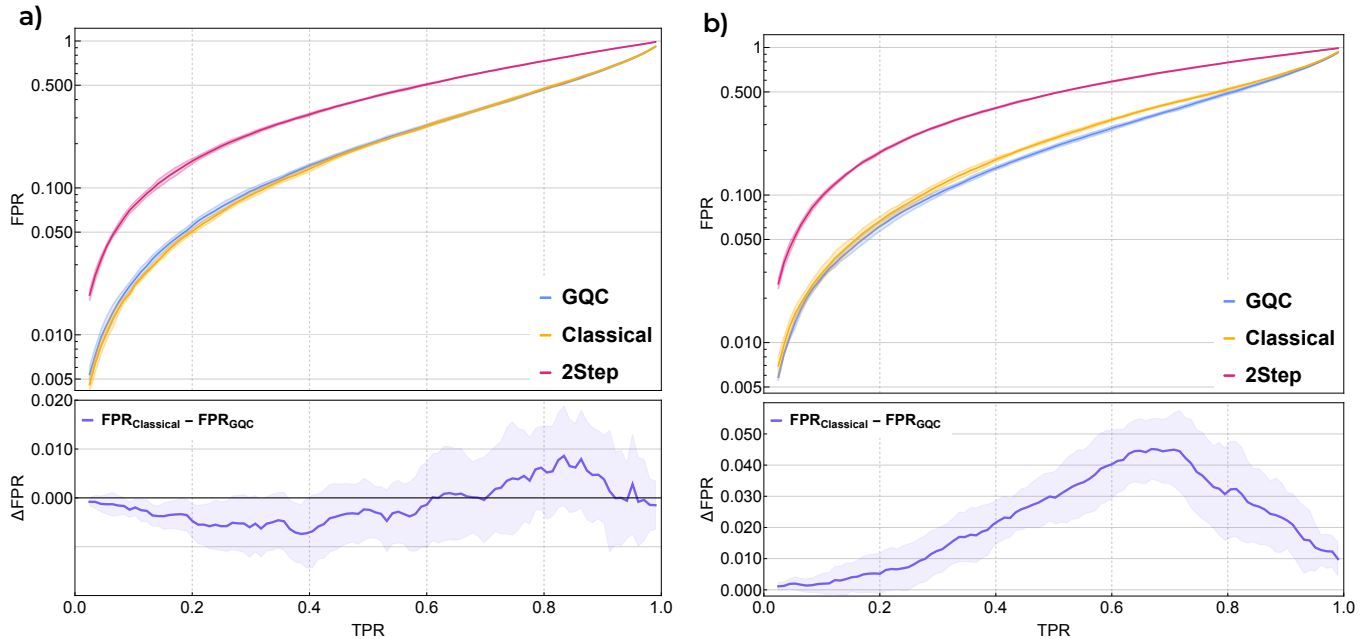 a)
1
0.500
0.100
0.050
0.010
0.005
FPR
GQC
Classical
2Step
0.020
0.010
0.000
ΔFPR
FPRClassical – FPRGQC
0.0 0.2 0.4 0.6 0.8 1.0
TPR
b)
1
0.500
0.100
0.050
0.010
0.005
FPR
GQC
Classical
2Step
0.050
0.040
0.030
0.020
0.010
0.000
ΔFPR
FPRClassical – FPRGQC
0.0 0.2 0.4 0.6 0.8 1.0
TPR